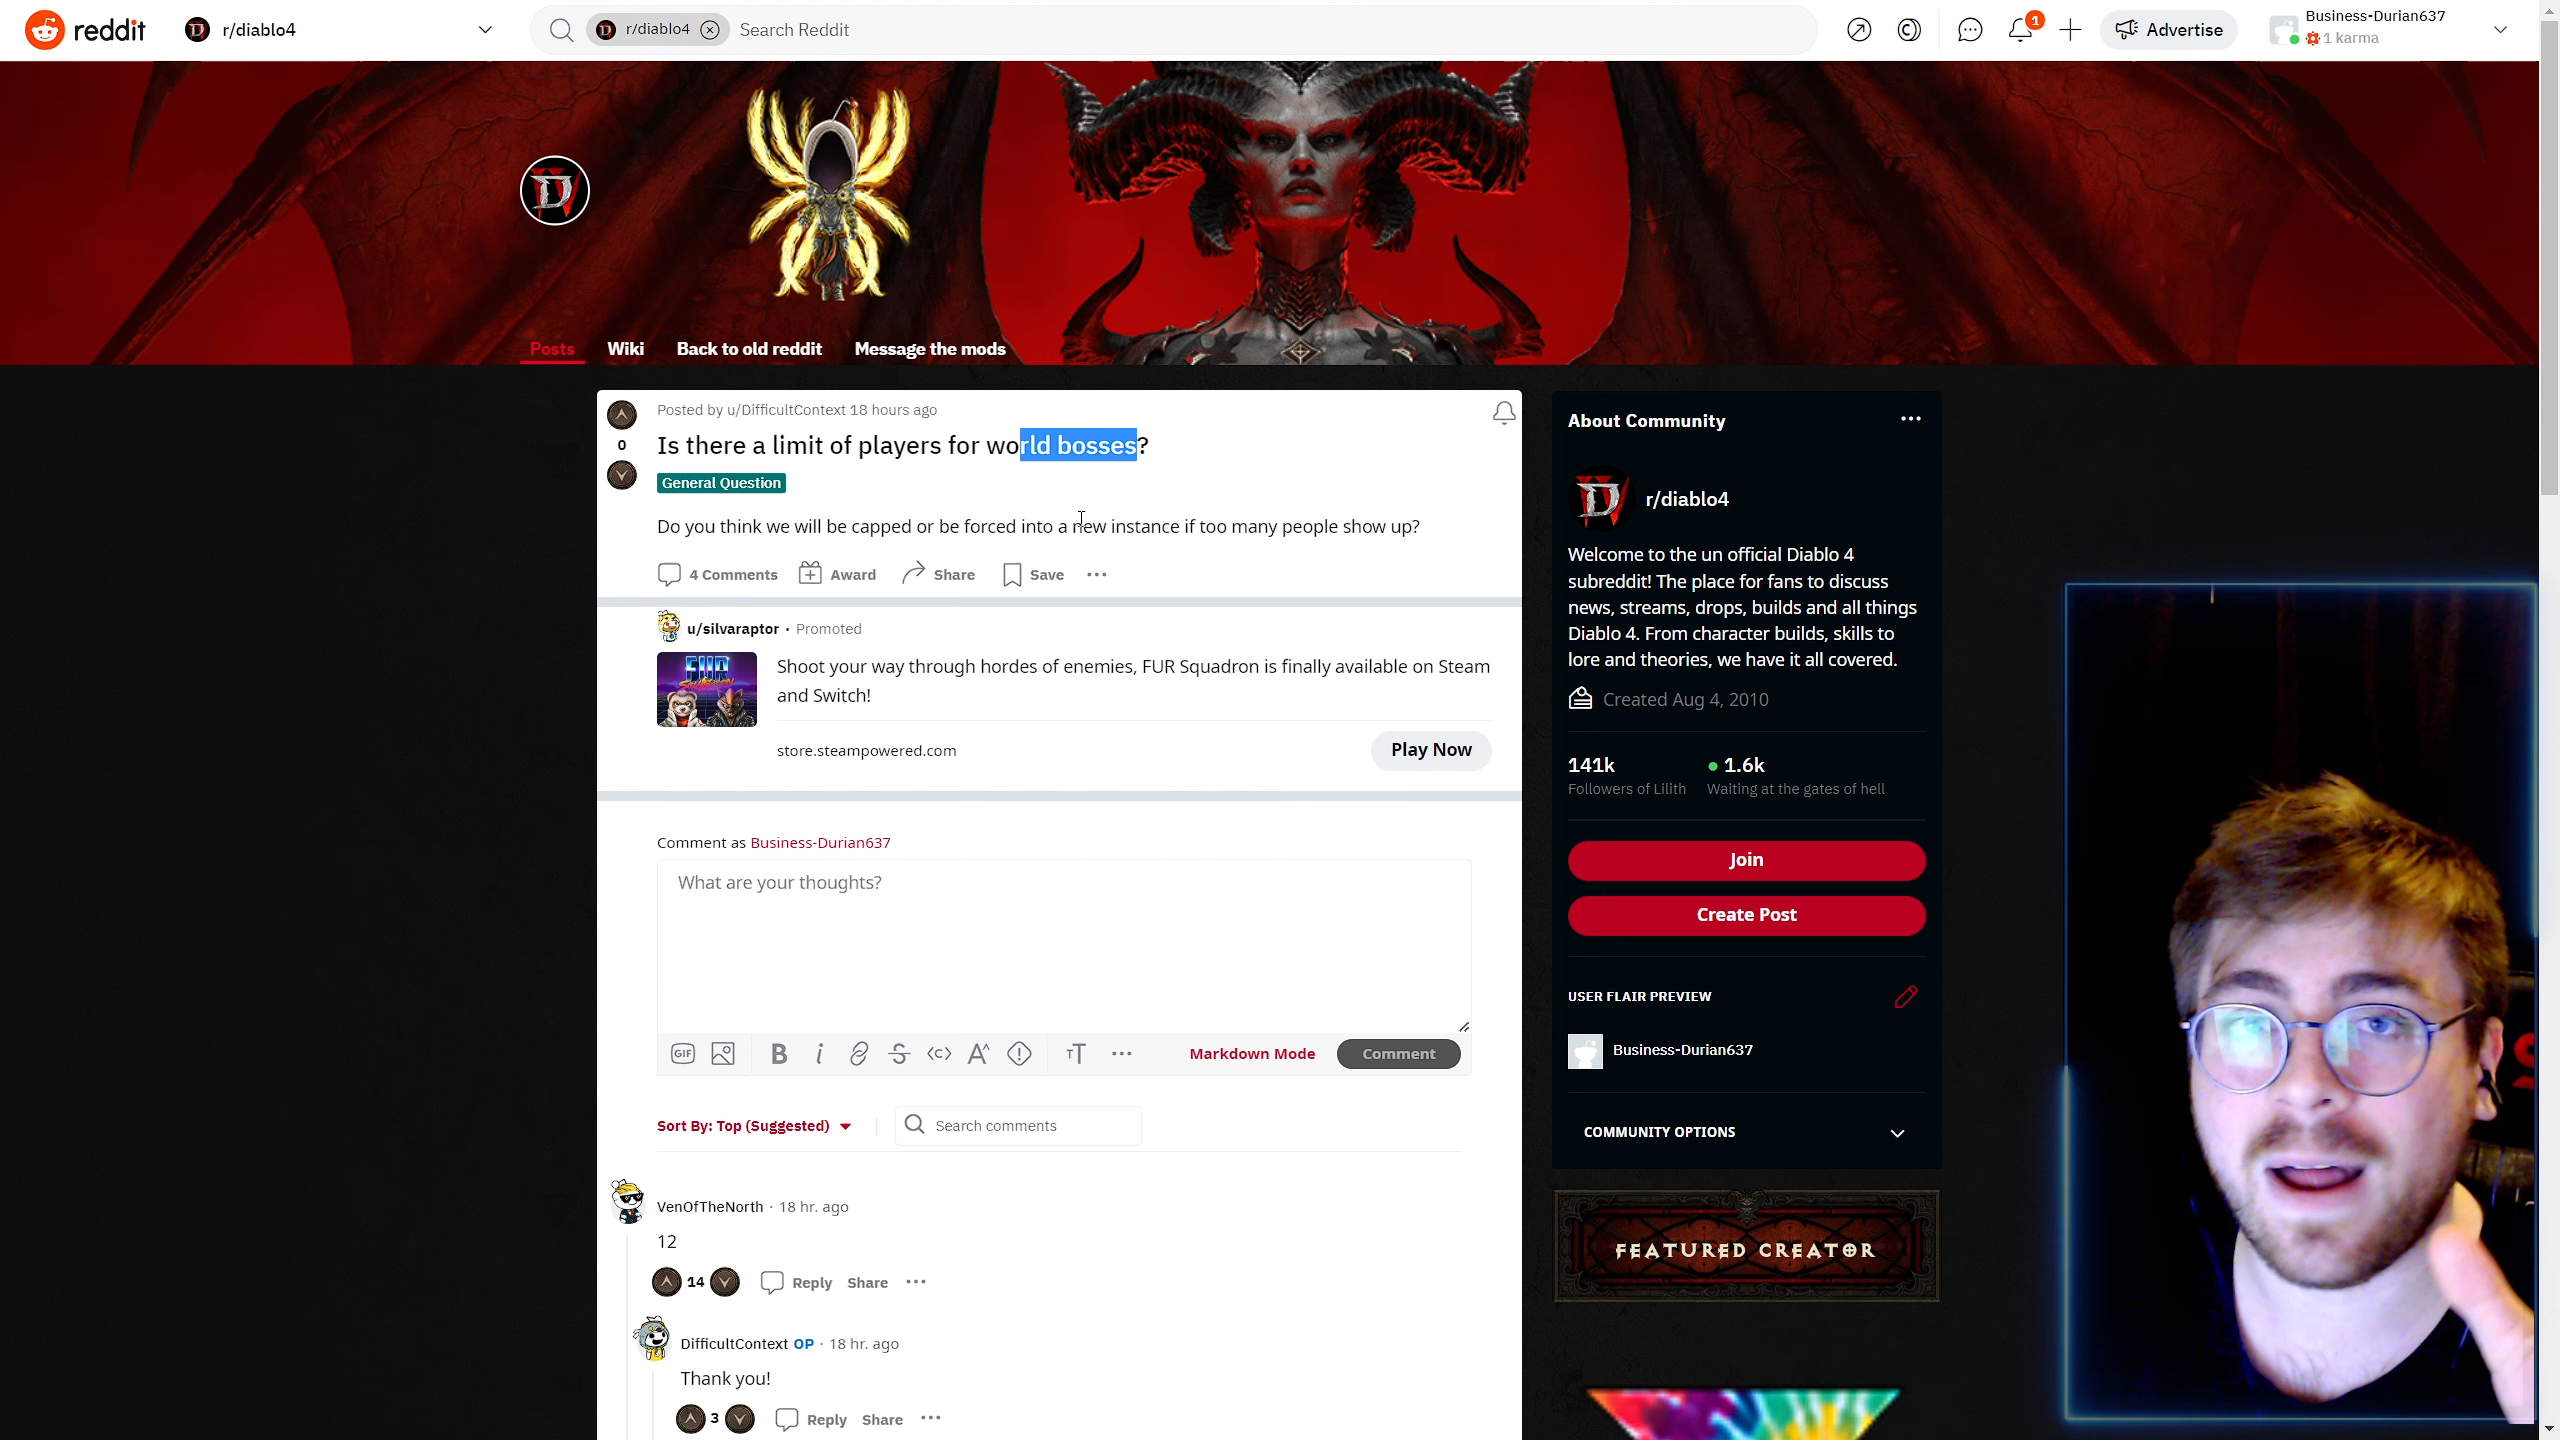 reddit
r/diablo4
r/diablo4
Search Reddit
1
Advertise
Business-Durian637
1 karma
Posts
Wiki
Back to old reddit
Message the mods
Posted by u/DifficultContext 18 hours ago
0
Is there a limit of players for world bosses?
General Question
Do you think we will be capped or be forced into a new instance if too many people show up?
4 Comments
Award
Share
Save
u/silvaraptor · Promoted
FUR
Shoot your way through hordes of enemies, FUR Squadron is finally available on Steam
and Switch!
store.steampowered.com
Play Now
Comment as Business-Durian637
What are your thoughts?
GIF
Markdown Mode
Comment
Sort By: Top (Suggested)
Search comments
VenOfTheNorth · 18 hr. ago
12
14
Reply
Share
DifficultContext OP · 18 hr. ago
Thank you!
3
Reply
Share
About Community
r/diablo4
Welcome to the un official Diablo 4
subreddit! The place for fans to discuss
news, streams, drops, builds and all things
Diablo 4. From character builds, skills to
lore and theories, we have it all covered.
Created Aug 4, 2010
141k
1.6k
Followers of Lilith
Waiting at the gates of hell
Join
Create Post
USER FLAIR PREVIEW
Business-Durian637
COMMUNITY OPTIONS
FEATURED CREATOR